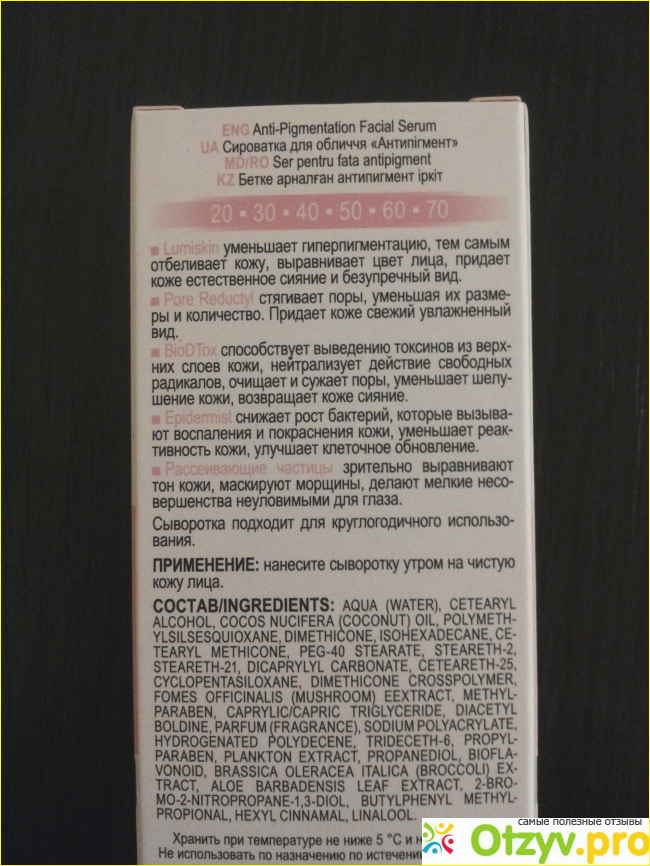 ENG Anti-Pigmentation Facial Serum
UA Сироватка для обличчя «Антипігмент»
MD/RO Ser pentru fata antipigment
KZ Бетке арналған антипигмент іркіт
20 ▪ 30 ▪ 40 ▪ 50 ▪ 60 ▪ 70
▪ Lumiskin уменьшает гиперпигментацию, тем самым
отбеливает кожу, выравнивает цвет лица, придает
коже естественное сияние и безупречный вид.
▪ Pore Reductyl стягивает поры, уменьшая их разме-
ры и количество. Придает коже свежий увлажненный
вид.
▪ BioDTox способствует выведению токсинов из верх-
них слоев кожи, нейтрализует действие свободных
радикалов, очищает и сужает поры, уменьшает шелу-
шение кожи, возвращает коже сияние.
▪ Epidermist снижает рост бактерий, которые вызыва-
ют воспаления и покраснения кожи, уменьшает реак-
тивность кожи, улучшает клеточное обновление.
▪ Рассеивающие частицы зрительно выравнивают
тон кожи, маскируют морщины, делают мелкие несо-
вершенства неуловимыми для глаза.
Сыворотка подходит для круглогодичного использо-
вания.
ПРИМЕНЕНИЕ: нанесите сыворотку утром на чистую
кожу лица.
СОСТАВ/INGREDIENTS: AQUA (WATER), CETEARYL
ALCOHOL, COCOS NUCIFERA (COCONUT) OIL, POLYMETH-
YLSILSESQUIOXANE, DIMETHICONE, ISOHEXADECANE, CE-
TEARYL METHICONE, PEG-40 STEARATE, STEARETH-2,
STEARETH-21, DICAPRYLYL CARBONATE, CETEARETH-25,
CYCLOPENTASILOXANE, DIMETHICONE CROSSPOLYMER,
FOMES OFFICINALIS (MUSHROOM) EEXTRACT, METHYL-
PARABEN, CAPRYLIC/CAPRIC TRIGLYCERIDE, DIACETYL
BOLDINE, PARFUM (FRAGRANCE), SODIUM POLYACRYLATE,
HYDROGENATED POLYDECENE, TRIDECETH-6, PROPYL-
PARABEN, PLANKTON EXTRACT, PROPANEDIOL, BIOFLA-
VONOID, BRASSICA OLERACEA ITALICA (BROCCOLI) EX-
TRACT, ALOE BARBADENSIS LEAF EXTRACT, 2-BRO-
MO-2-NITROPROPANE-1,3-DIOL, BUTYLPHENYL METHYL-
PROPIONAL, HEXYL CINNAMAL, LINALOOL.
Хранить при температуре не ниже 5 °C и н
Не использовать по назначению по истечени
самые полезные отзывы
Otzyv.pro